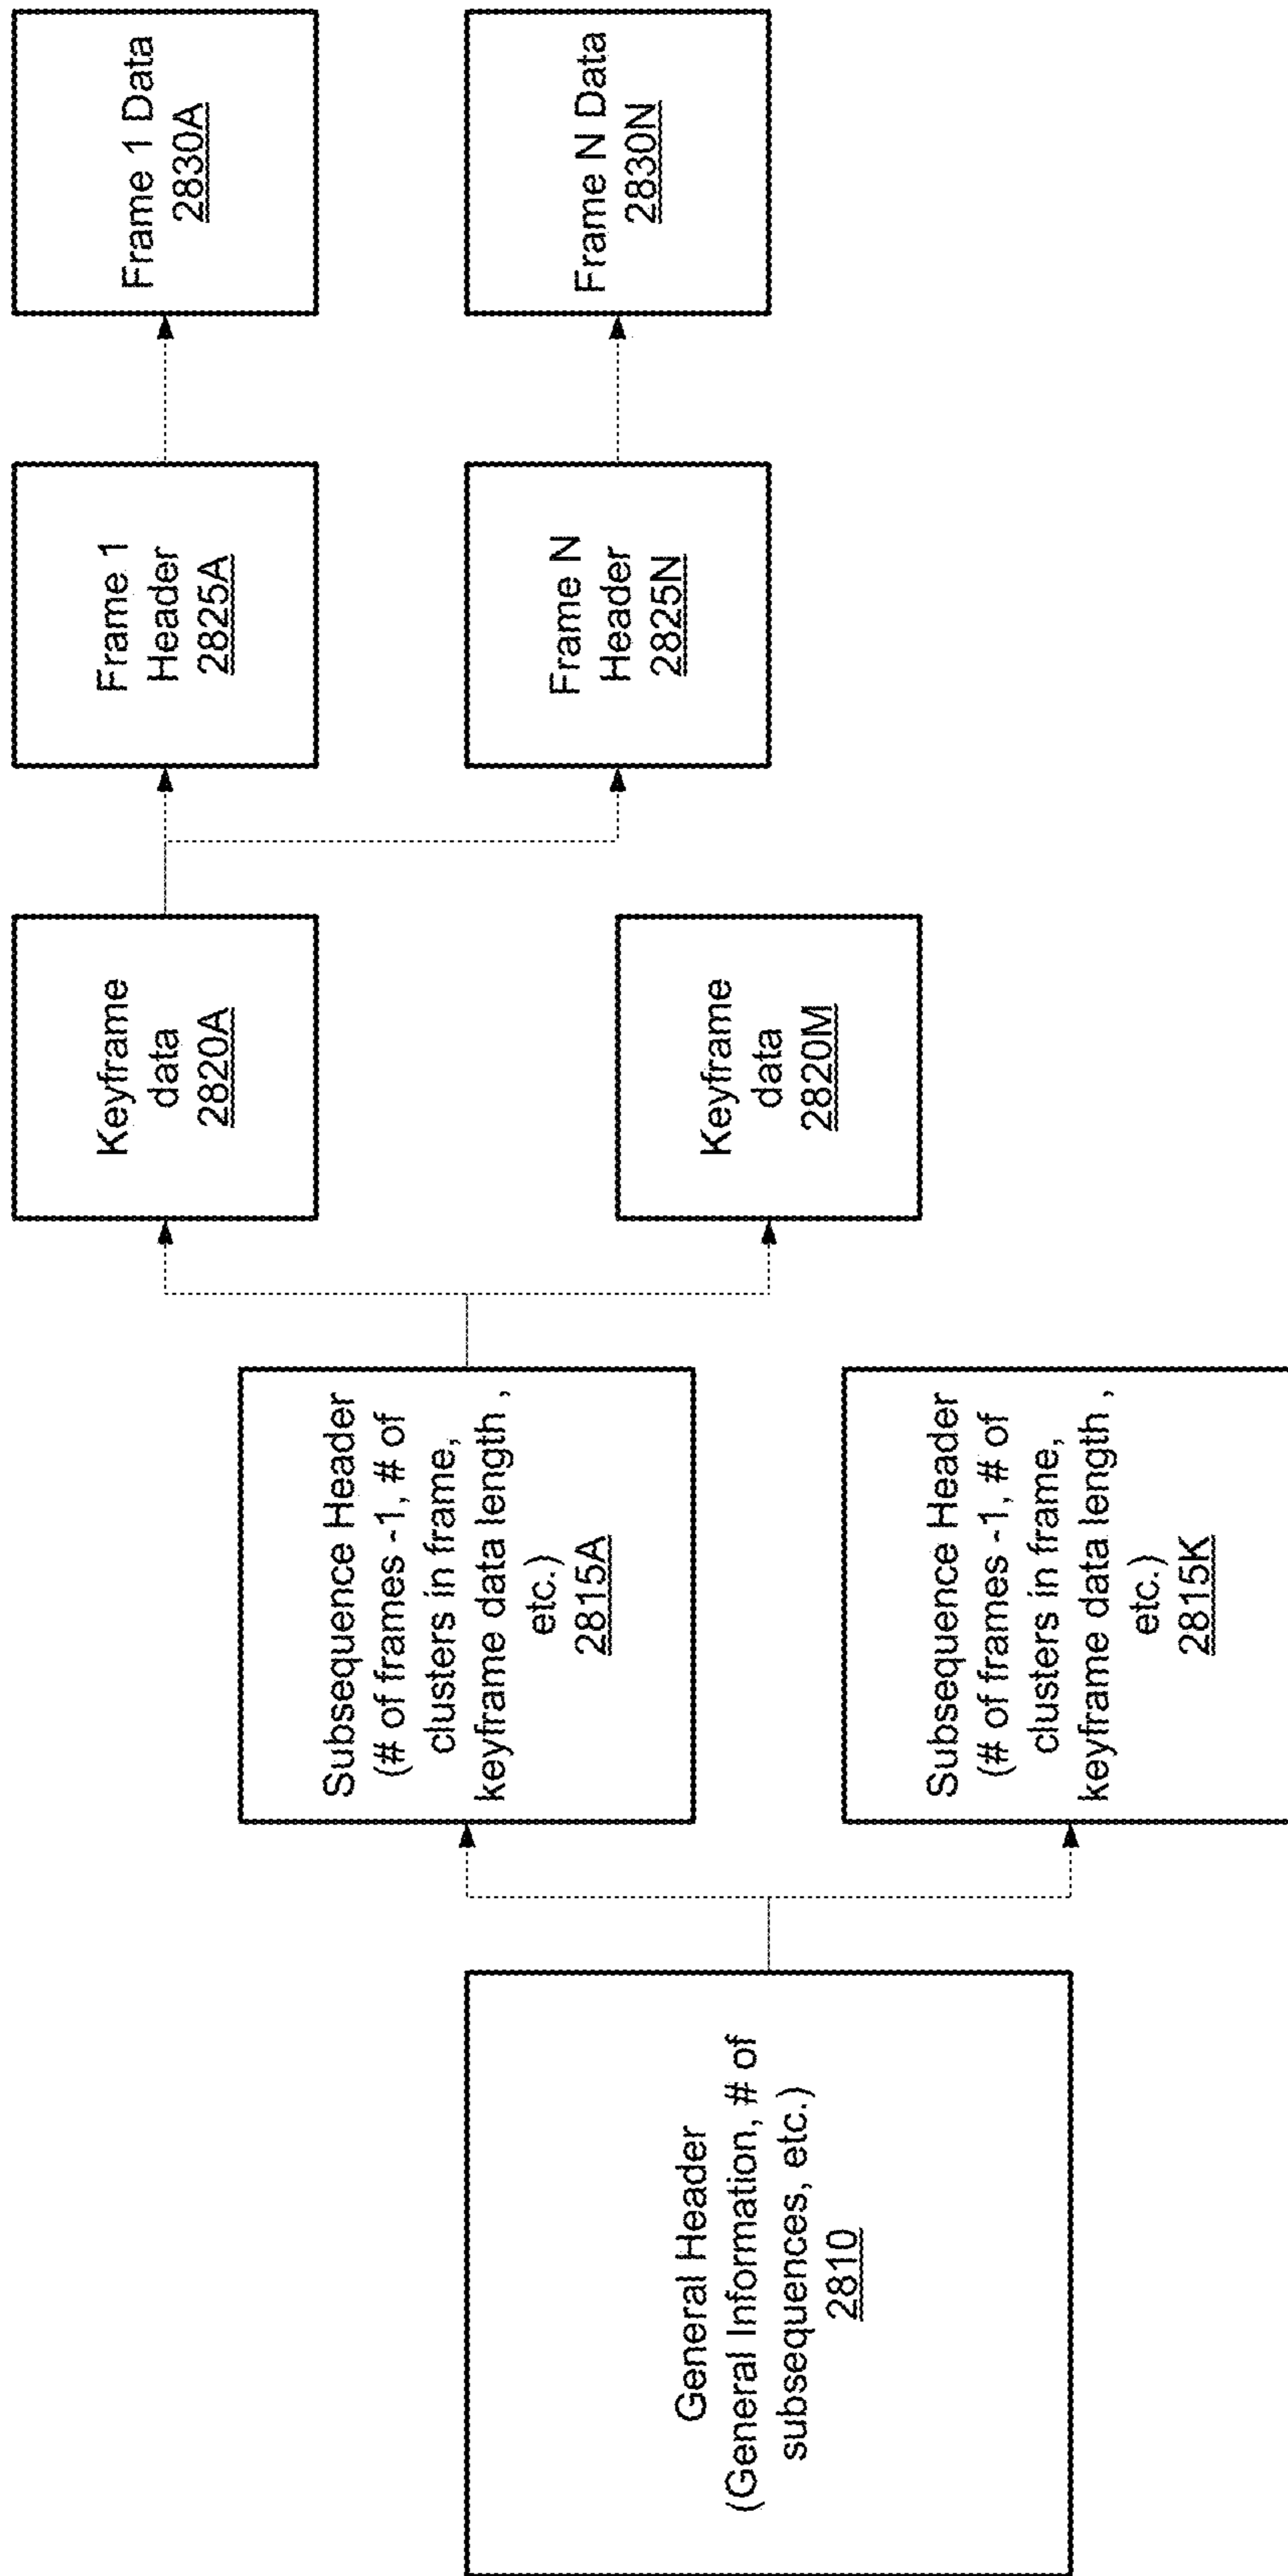 General Header
(General Information, # of
subsequences, etc.)
2810
Subsequence Header
(# of frames -1, # of
clusters in frame,
keyframe data length ,
etc.)
2815A
Subsequence Header
(# of frames -1, # of
clusters in frame,
keyframe data length ,
etc.)
2815K
Keyframe
data
2820A
Keyframe
data
2820M
Frame 1
Header
2825A
Frame N
Header
2825N
Frame 1 Data
2830A
Frame N Data
2830N